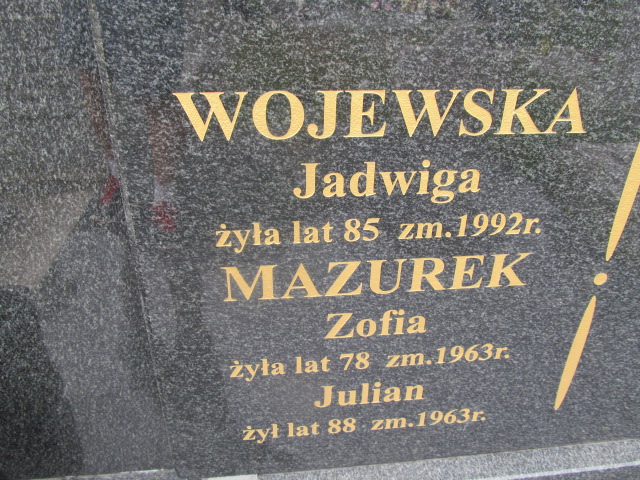 WOJEWSKA
Jadwiga
żyła lat 85 zm.1992r.
MAZUREK
Zofia
żyła lat 78 zm.1963r.
Julian
żył lat 88 zm.1963r.